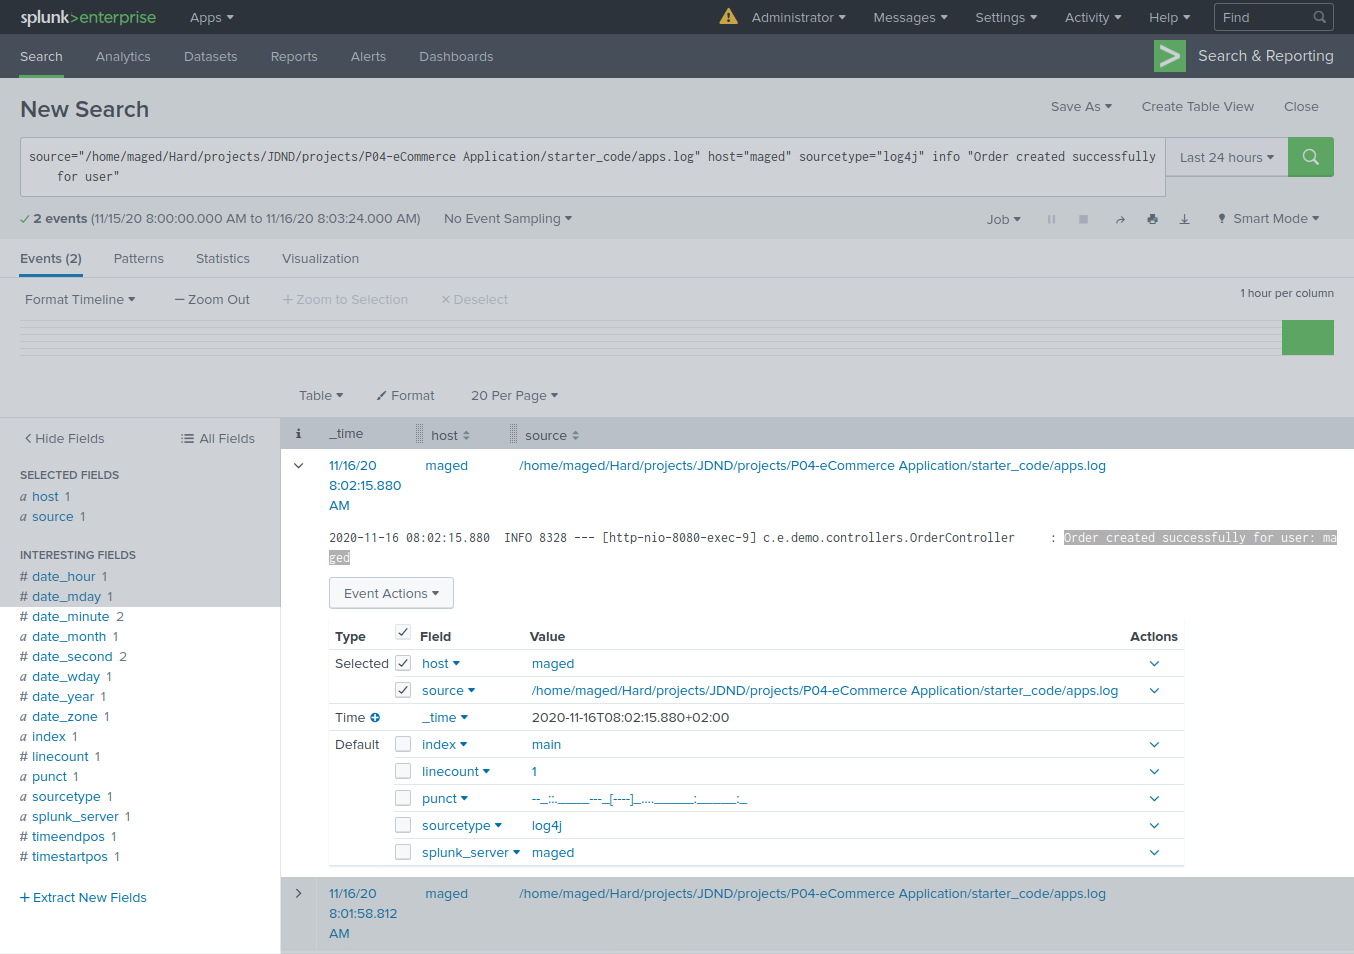 splunk>enterprise Apps Administrator Messages Settings Activity Help Find
Search Analytics Datasets Reports Alerts Dashboards Search & Reporting
New Search Save As Create Table View Close
source="/home/maged/Hard/projects/JDND/projects/P04-eCommerce Application/starter_code/apps.log" host="maged" sourcetype="log4j" info "Order created successfully
for user"
Last 24 hours
2 events (11/15/20 8:00:00.000 AM to 11/16/20 8:03:24.000 AM) No Event Sampling Job Smart Mode
Events (2) Patterns Statistics Visualization
Format Timeline — Zoom Out + Zoom to Selection × Deselect 1 hour per column
Table Format 20 Per Page
Hide Fields All Fields
SELECTED FIELDS
a host 1
a source 1
INTERESTING FIELDS
# date_hour 1
# date_mday 1
# date_minute 2
a date_month 1
# date_second 2
a date_wday 1
# date_year 1
a date_zone 1
a index 1
# linecount 1
a punct 1
a sourcetype 1
a splunk_server 1
# timeendpos 1
# timestartpos 1
+ Extract New Fields
i _time host source
11/16/20 maged /home/maged/Hard/projects/JDND/projects/P04-eCommerce Application/starter_code/apps.log
8:02:15.880
AM
2020-11-16 08:02:15.880 INFO 8328 --- [http-nio-8080-exec-9] c.e.demo.controllers.OrderController : Order created successfully for user: ma
ged
Event Actions
Type Field Value Actions
Selected host maged
source /home/maged/Hard/projects/JDND/projects/P04-eCommerce Application/starter_code/apps.log
Time _time 2020-11-16T08:02:15.880+02:00
Default index main
linecount 1
punct --_::._____---_[----]_....______:______:_
sourcetype log4j
splunk_server maged
11/16/20 maged /home/maged/Hard/projects/JDND/projects/P04-eCommerce Application/starter_code/apps.log
8:01:58.812
AM